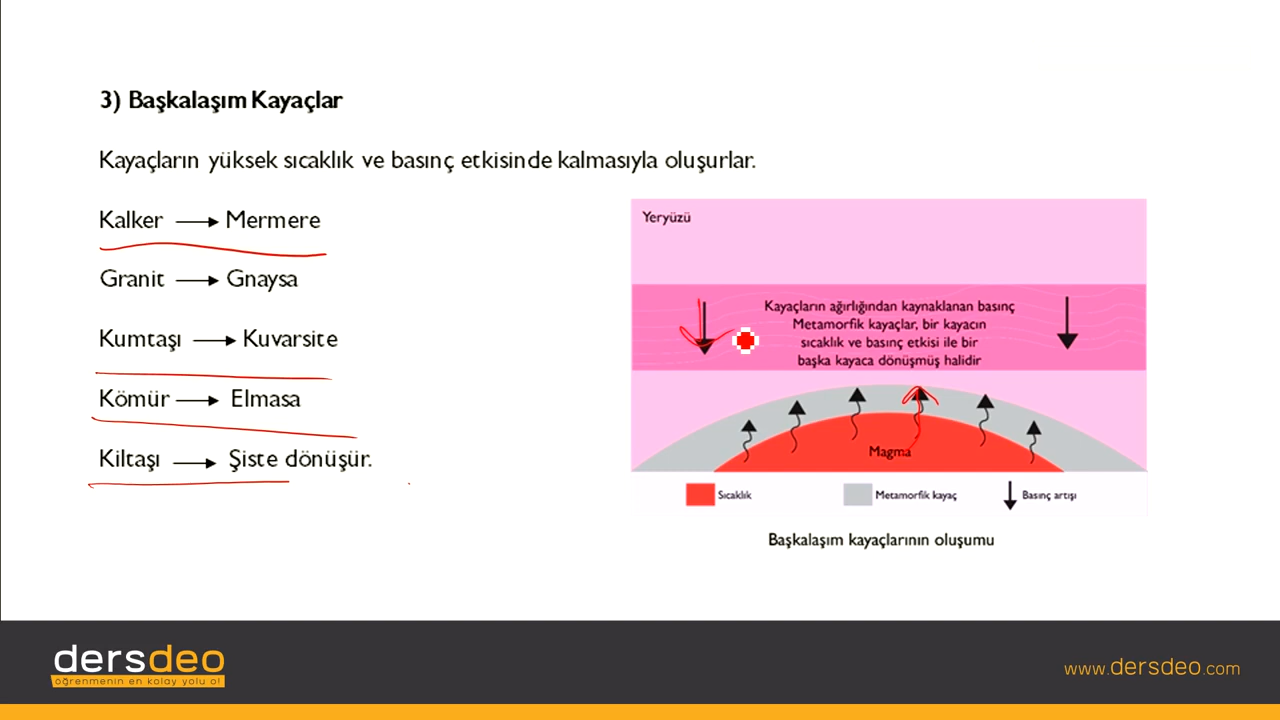 3) Başkalaşım Kayaçlar
Kayaçların yüksek sıcaklık ve basınç etkisinde kalmasıyla oluşurlar.
Kalker → Mermere
Granit → Gnaysa
Kumtaşı → Kuvarsite
Kömür → Elmasa
Kiltaşı → Şiste dönüşür.
Yeryüzü
Kayaçların ağırlığından kaynaklanan basınç
Metamorfik kayaçlar, bir kayacın
sıcaklık ve basınç etkisi ile bir
başka kayaca dönüşmüş halidir
Magma
Sıcaklık
Metamorfik kayaç
Basınç artışı
Başkalaşım kayaçlarının oluşumu
dersdeo
öğrenmenin en kolay yolu o!
www.dersdeo.com